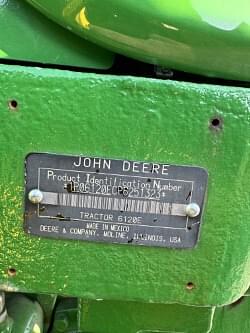 JOHN DEERE
Product Identification Number
TRACTOR 6120E
MADE IN MEXICO
DEERE & COMPANY, MOLINE, ILLINOIS, USA